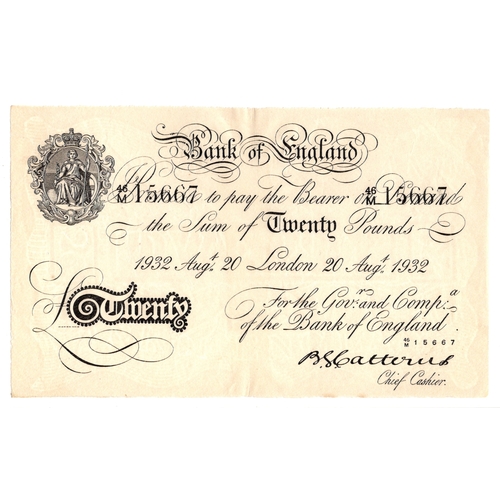 Bank of England
46/M 15667 46/M 15667
Promise to pay the Bearer on Demand
the Sum of Twenty Pounds
1932 Augt. 20 London 20 Augt. 1932
For the Govr. and Compa.
of the Bank of England.
£Twenty
46/M 15667
B G Catterns
Chief Cashier.